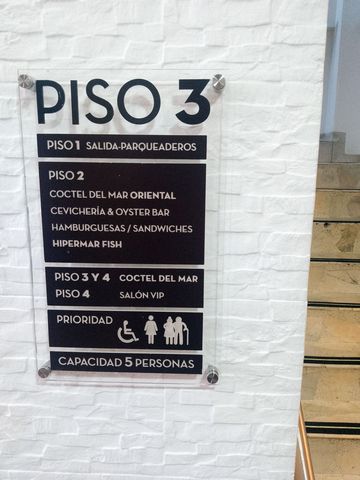 PISO 3
PISO 1 SALIDA-PARQUEADEROS
PISO 2
COCTEL DEL MAR ORIENTAL
CEVICHERÍA & OYSTER BAR
HAMBURGUESAS / SANDWICHES
HIPERMAR FISH
PISO 3 Y 4 COCTEL DEL MAR
PISO 4 SALÓN VIP
PRIORIDAD
CAPACIDAD 5 PERSONAS